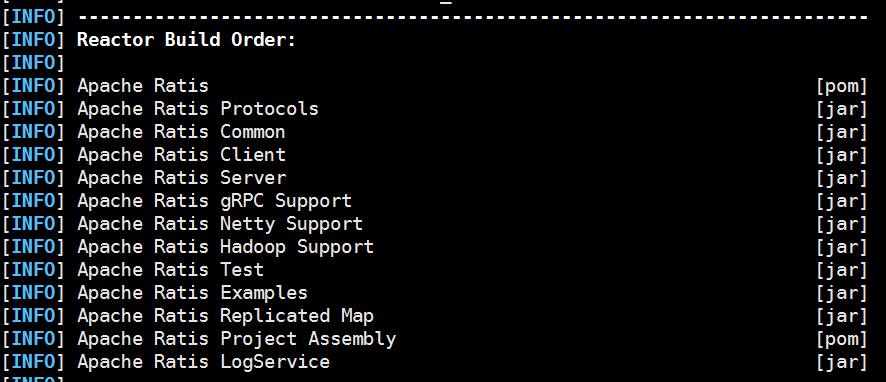 [INFO] ------------------------------------------------------------------------
[INFO] Reactor Build Order:
[INFO]
[INFO] Apache Ratis [pom]
[INFO] Apache Ratis Protocols [jar]
[INFO] Apache Ratis Common [jar]
[INFO] Apache Ratis Client [jar]
[INFO] Apache Ratis Server [jar]
[INFO] Apache Ratis gRPC Support [jar]
[INFO] Apache Ratis Netty Support [jar]
[INFO] Apache Ratis Hadoop Support [jar]
[INFO] Apache Ratis Test [jar]
[INFO] Apache Ratis Examples [jar]
[INFO] Apache Ratis Replicated Map [jar]
[INFO] Apache Ratis Project Assembly [pom]
[INFO] Apache Ratis LogService [jar]
[INFO]